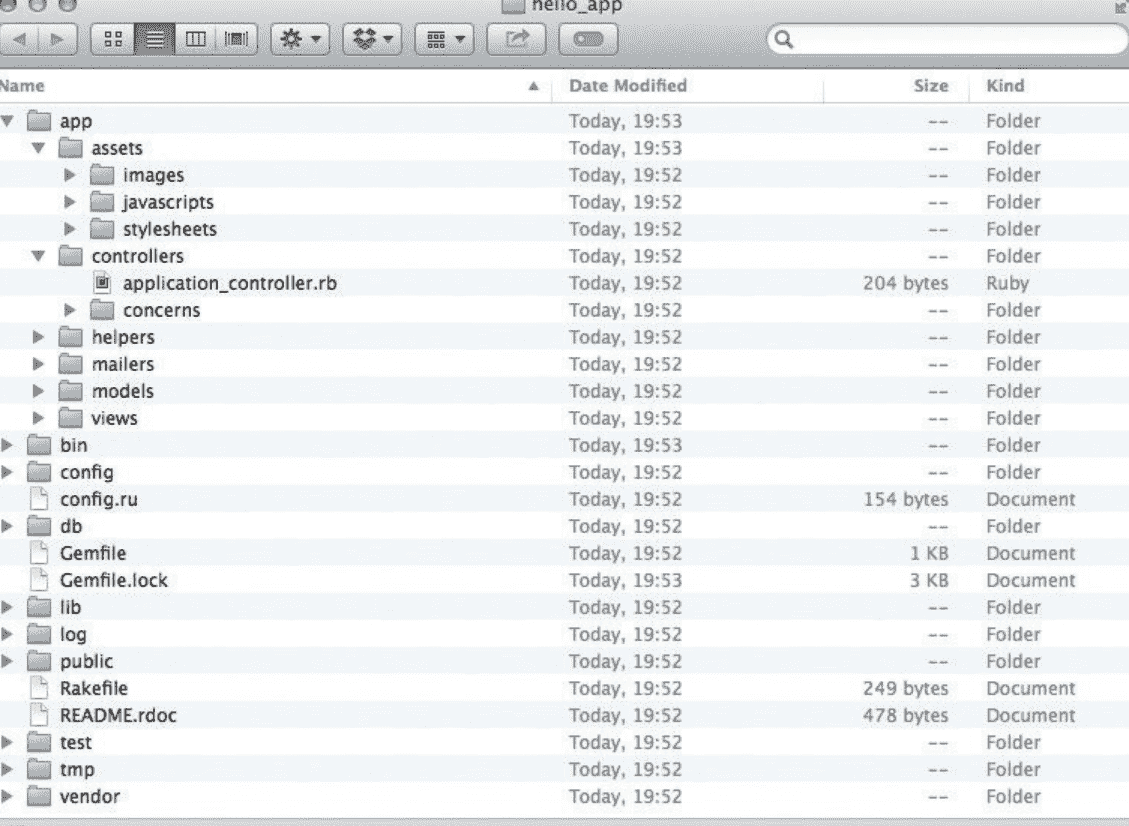 hello_app
Name Date Modified Size Kind
app Today, 19:53 -- Folder
assets Today, 19:53 -- Folder
images Today, 19:52 -- Folder
javascripts Today, 19:52 -- Folder
stylesheets Today, 19:52 -- Folder
controllers Today, 19:52 -- Folder
application_controller.rb Today, 19:52 204 bytes Ruby
concerns Today, 19:52 -- Folder
helpers Today, 19:52 -- Folder
mailers Today, 19:52 -- Folder
models Today, 19:52 -- Folder
views Today, 19:52 -- Folder
bin Today, 19:53 -- Folder
config Today, 19:52 -- Folder
config.ru Today, 19:52 154 bytes Document
db Today, 19:52 -- Folder
Gemfile Today, 19:52 1 KB Document
Gemfile.lock Today, 19:53 3 KB Document
lib Today, 19:52 -- Folder
log Today, 19:52 -- Folder
public Today, 19:52 -- Folder
Rakefile Today, 19:52 249 bytes Document
README.rdoc Today, 19:52 478 bytes Document
test Today, 19:52 -- Folder
tmp Today, 19:52 -- Folder
vendor Today, 19:52 -- Folder